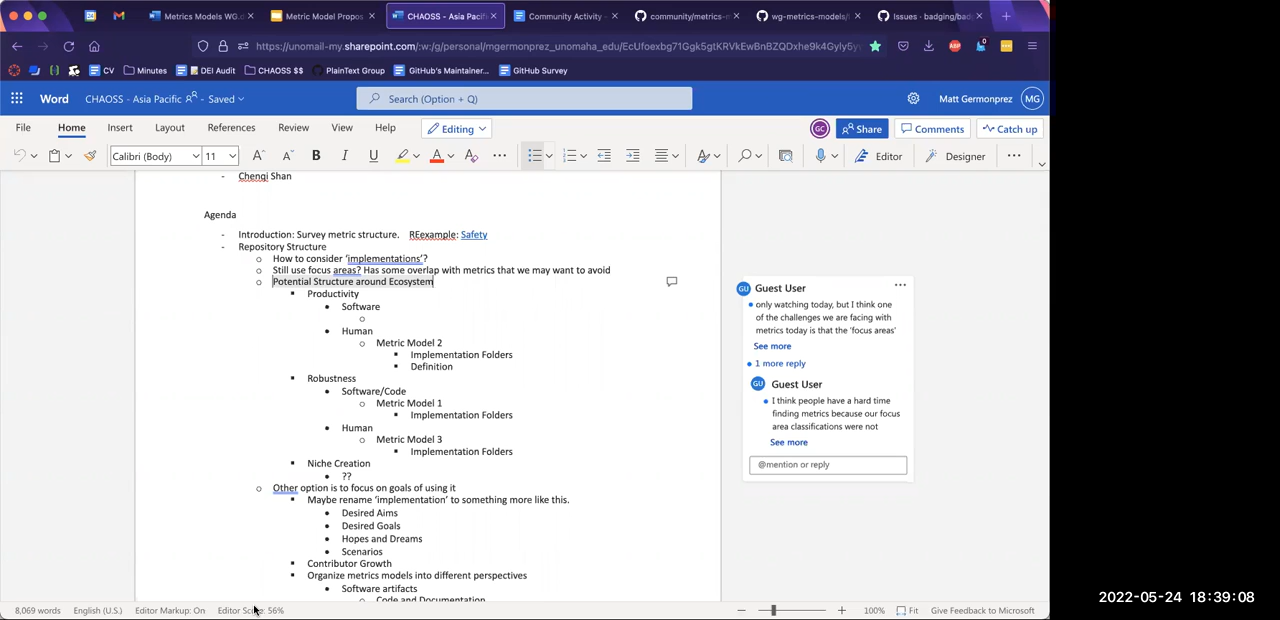 Metrics Models WG.d
Metric Model Propos
CHAOSS - Asia Pacifi
Community Activity -
community/metrics-m
wg-metrics-models/
Issues · badging/bad
https://unomail-my.sharepoint.com/:w:/g/personal/mgermonprez_unomaha_edu/EcUfoexbg71Ggk5gtKRVkEwBnBZQDxhe9k4Gyly5y
ABP
0
CV
Minutes
DEI Audit
CHAOSS $$
PlainText Group
GitHub's Maintainer...
GitHub Survey
Word
CHAOSS - Asia Pacific
- Saved
Search (Option + Q)
Matt Germonprez
MG
File
Home
Insert
Layout
References
Review
View
Help
Editing
GC
Share
Comments
Catch up
Calibri (Body)
11
A
A
B
I
U
A
A
Editor
Designer
- Chenqi Shan
Agenda
- Introduction: Survey metric structure. REexample: Safety
- Repository Structure
o How to consider 'implementations'?
o Still use focus areas? Has some overlap with metrics that we may want to avoid
o Potential Structure around Ecosystem
▪ Productivity
• Software
o
• Human
o Metric Model 2
▪ Implementation Folders
▪ Definition
▪ Robustness
• Software/Code
o Metric Model 1
▪ Implementation Folders
• Human
o Metric Model 3
▪ Implementation Folders
▪ Niche Creation
• ??
o Other option is to focus on goals of using it
▪ Maybe rename 'implementation' to something more like this.
• Desired Aims
• Desired Goals
• Hopes and Dreams
• Scenarios
▪ Contributor Growth
▪ Organize metrics models into different perspectives
• Software artifacts
o Code and Documentation
GU
Guest User
only watching today, but I think one
of the challenges we are facing with
metrics today is that the 'focus areas'
See more
1 more reply
GU
Guest User
I think people have a hard time
finding metrics because our focus
area classifications were not
See more
@mention or reply
8,069 words
English (U.S.)
Editor Markup: On
Editor Score: 56%
100%
Fit
Give Feedback to Microsoft
2022-05-24 18:39:08